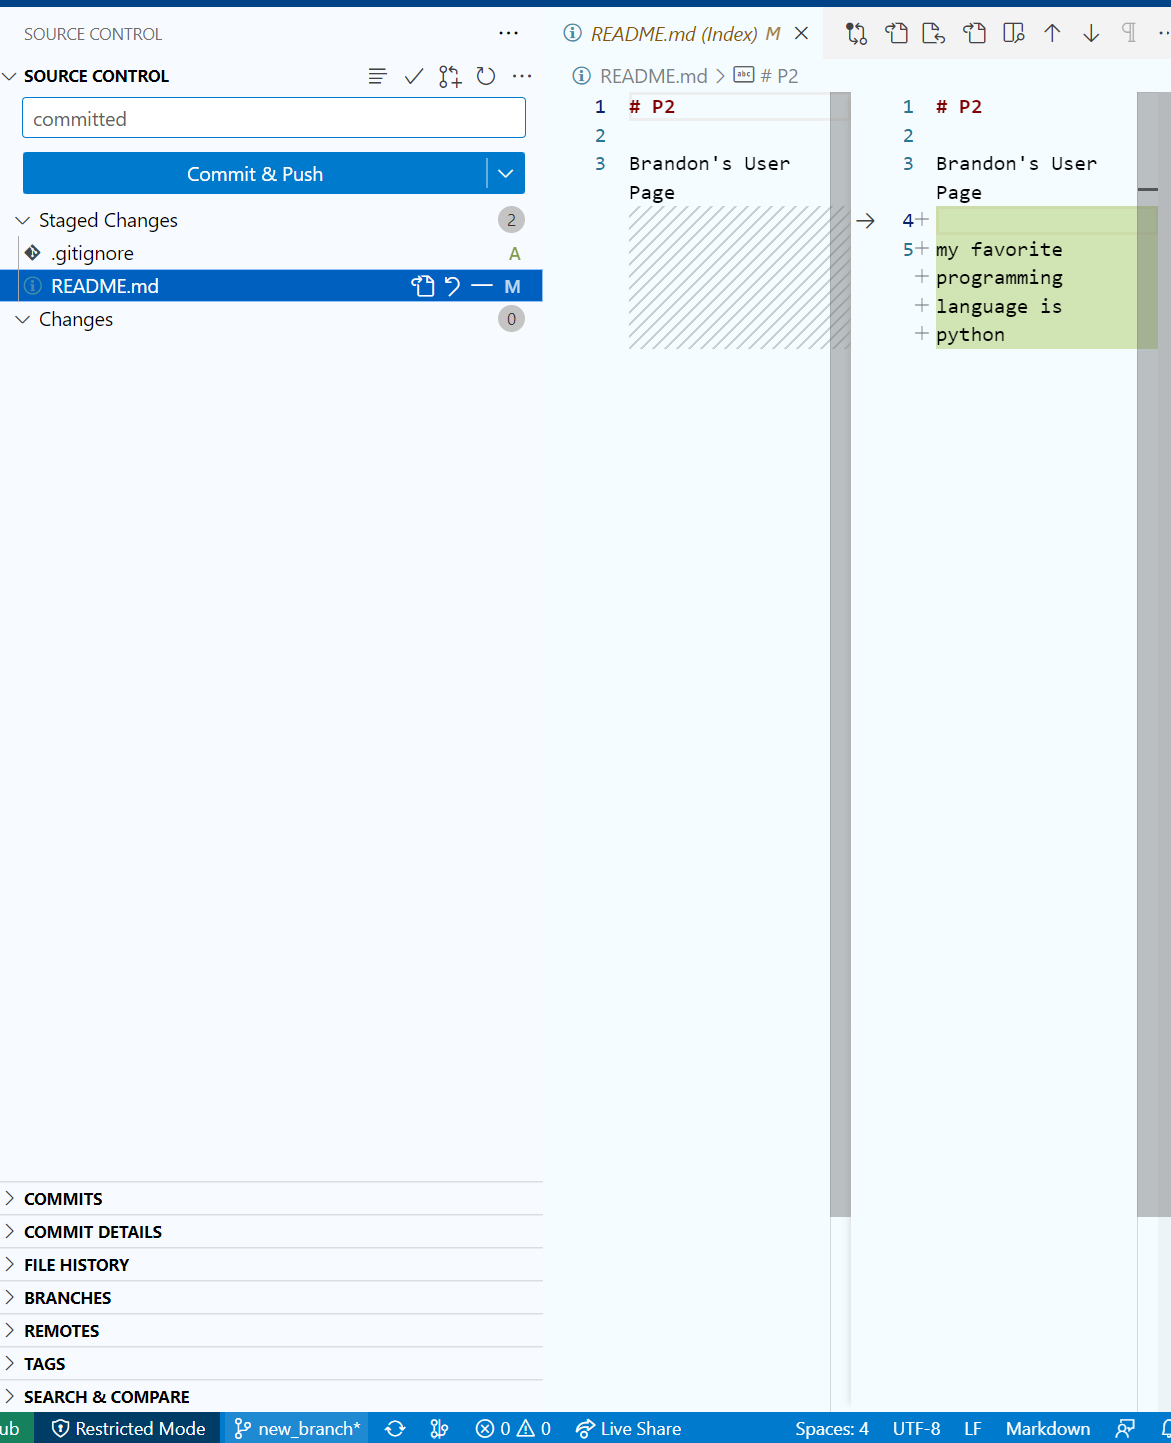 SOURCE CONTROL
SOURCE CONTROL
committed
Commit & Push
Staged Changes 2
.gitignore A
README.md M
Changes 0
COMMITS
COMMIT DETAILS
FILE HISTORY
BRANCHES
REMOTES
TAGS
SEARCH & COMPARE
README.md (Index) M
README.md > abc # P2
1 # P2
2
3 Brandon's User
Page
1 # P2
2
3 Brandon's User
Page
4+
5+ my favorite
+ programming
+ language is
+ python
ub Restricted Mode new_branch* 0 0 Live Share Spaces: 4 UTF-8 LF Markdown